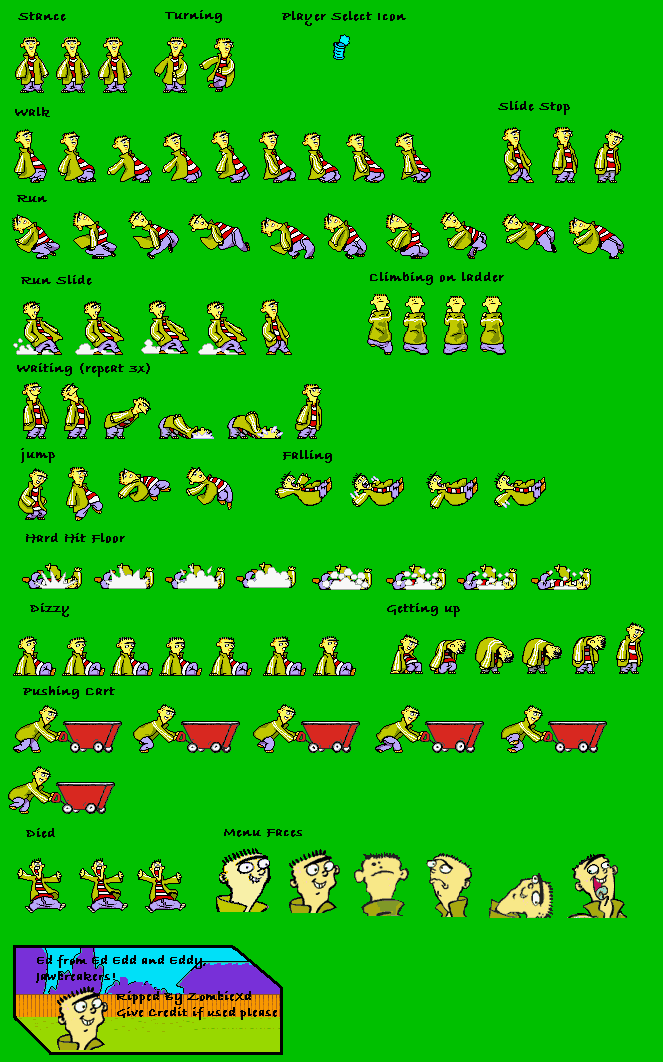 Stance
Turning
Player Select Icon
Walk
Slide Stop
Run
Run Slide
Climbing on ladder
Waiting (repeat 3x)
jump
Falling
Hard Hit Floor
Dizzy
Getting up
Pushing Cart
Died
Menu Faces
Ed from Ed Edd and Eddy,
Jawbreakers!
Ripped By ZombieXd
Give Credit if used please